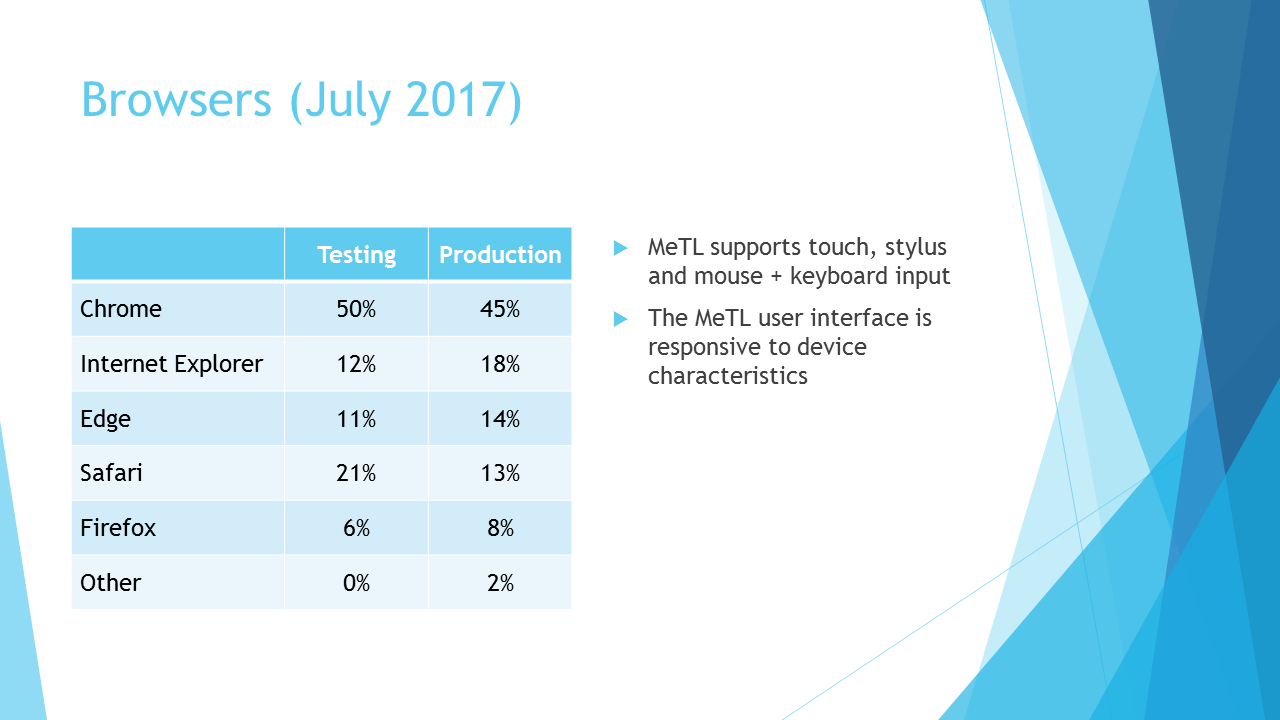 Browsers (July 2017)
Testing Production
Chrome 50% 45%
Internet Explorer 12% 18%
Edge 11% 14%
Safari 21% 13%
Firefox 6% 8%
Other 0% 2%
MeTL supports touch, stylus
and mouse + keyboard input
The MeTL user interface is
responsive to device
characteristics